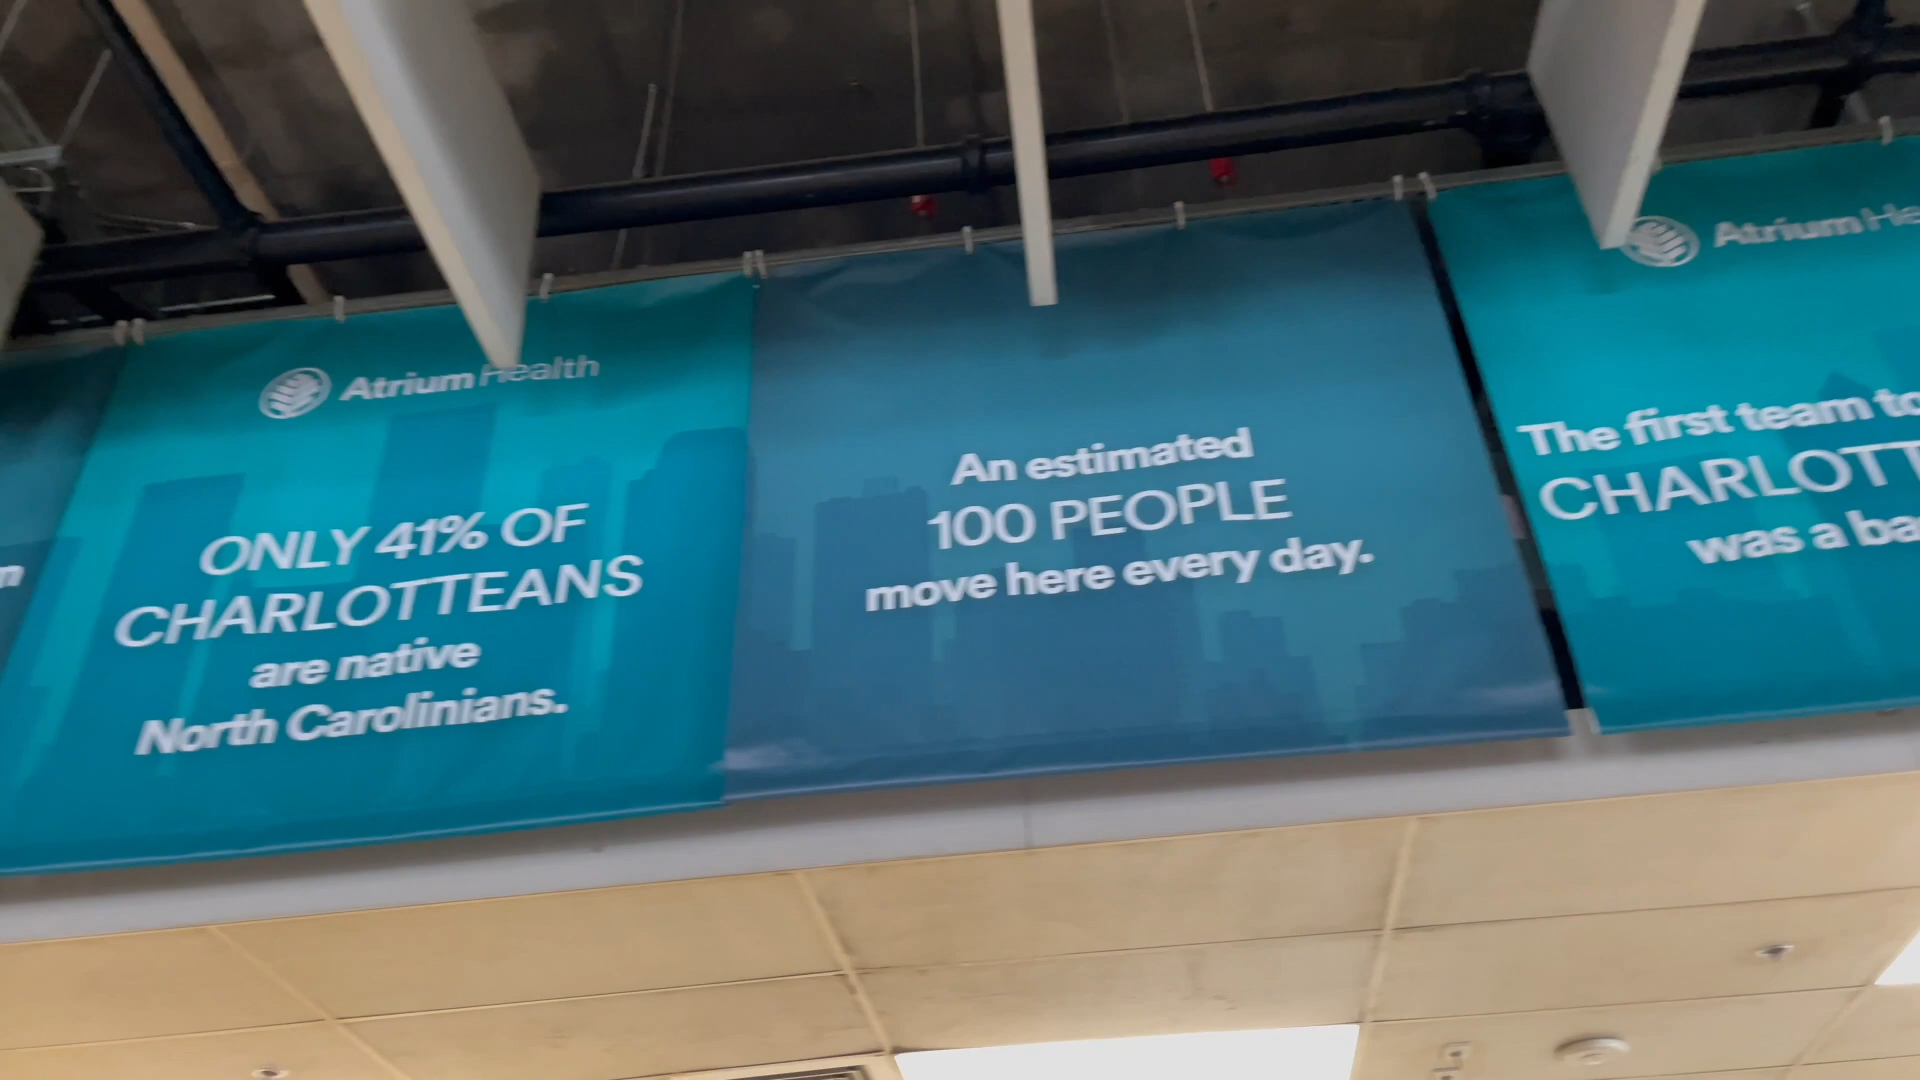 Atrium Health
ONLY 41% OF
CHARLOTTEANS
are native
North Carolinians.
An estimated
100 PEOPLE
move here every day.
Atrium
The first team
CHARLOTT
was a